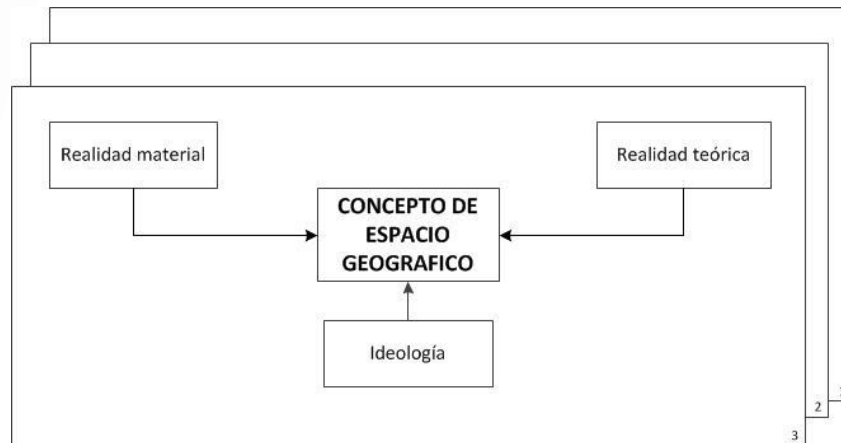 Realidad material
Realidad teórica
CONCEPTO DE
ESPACIO
GEOGRAFICO
Ideología
2
3